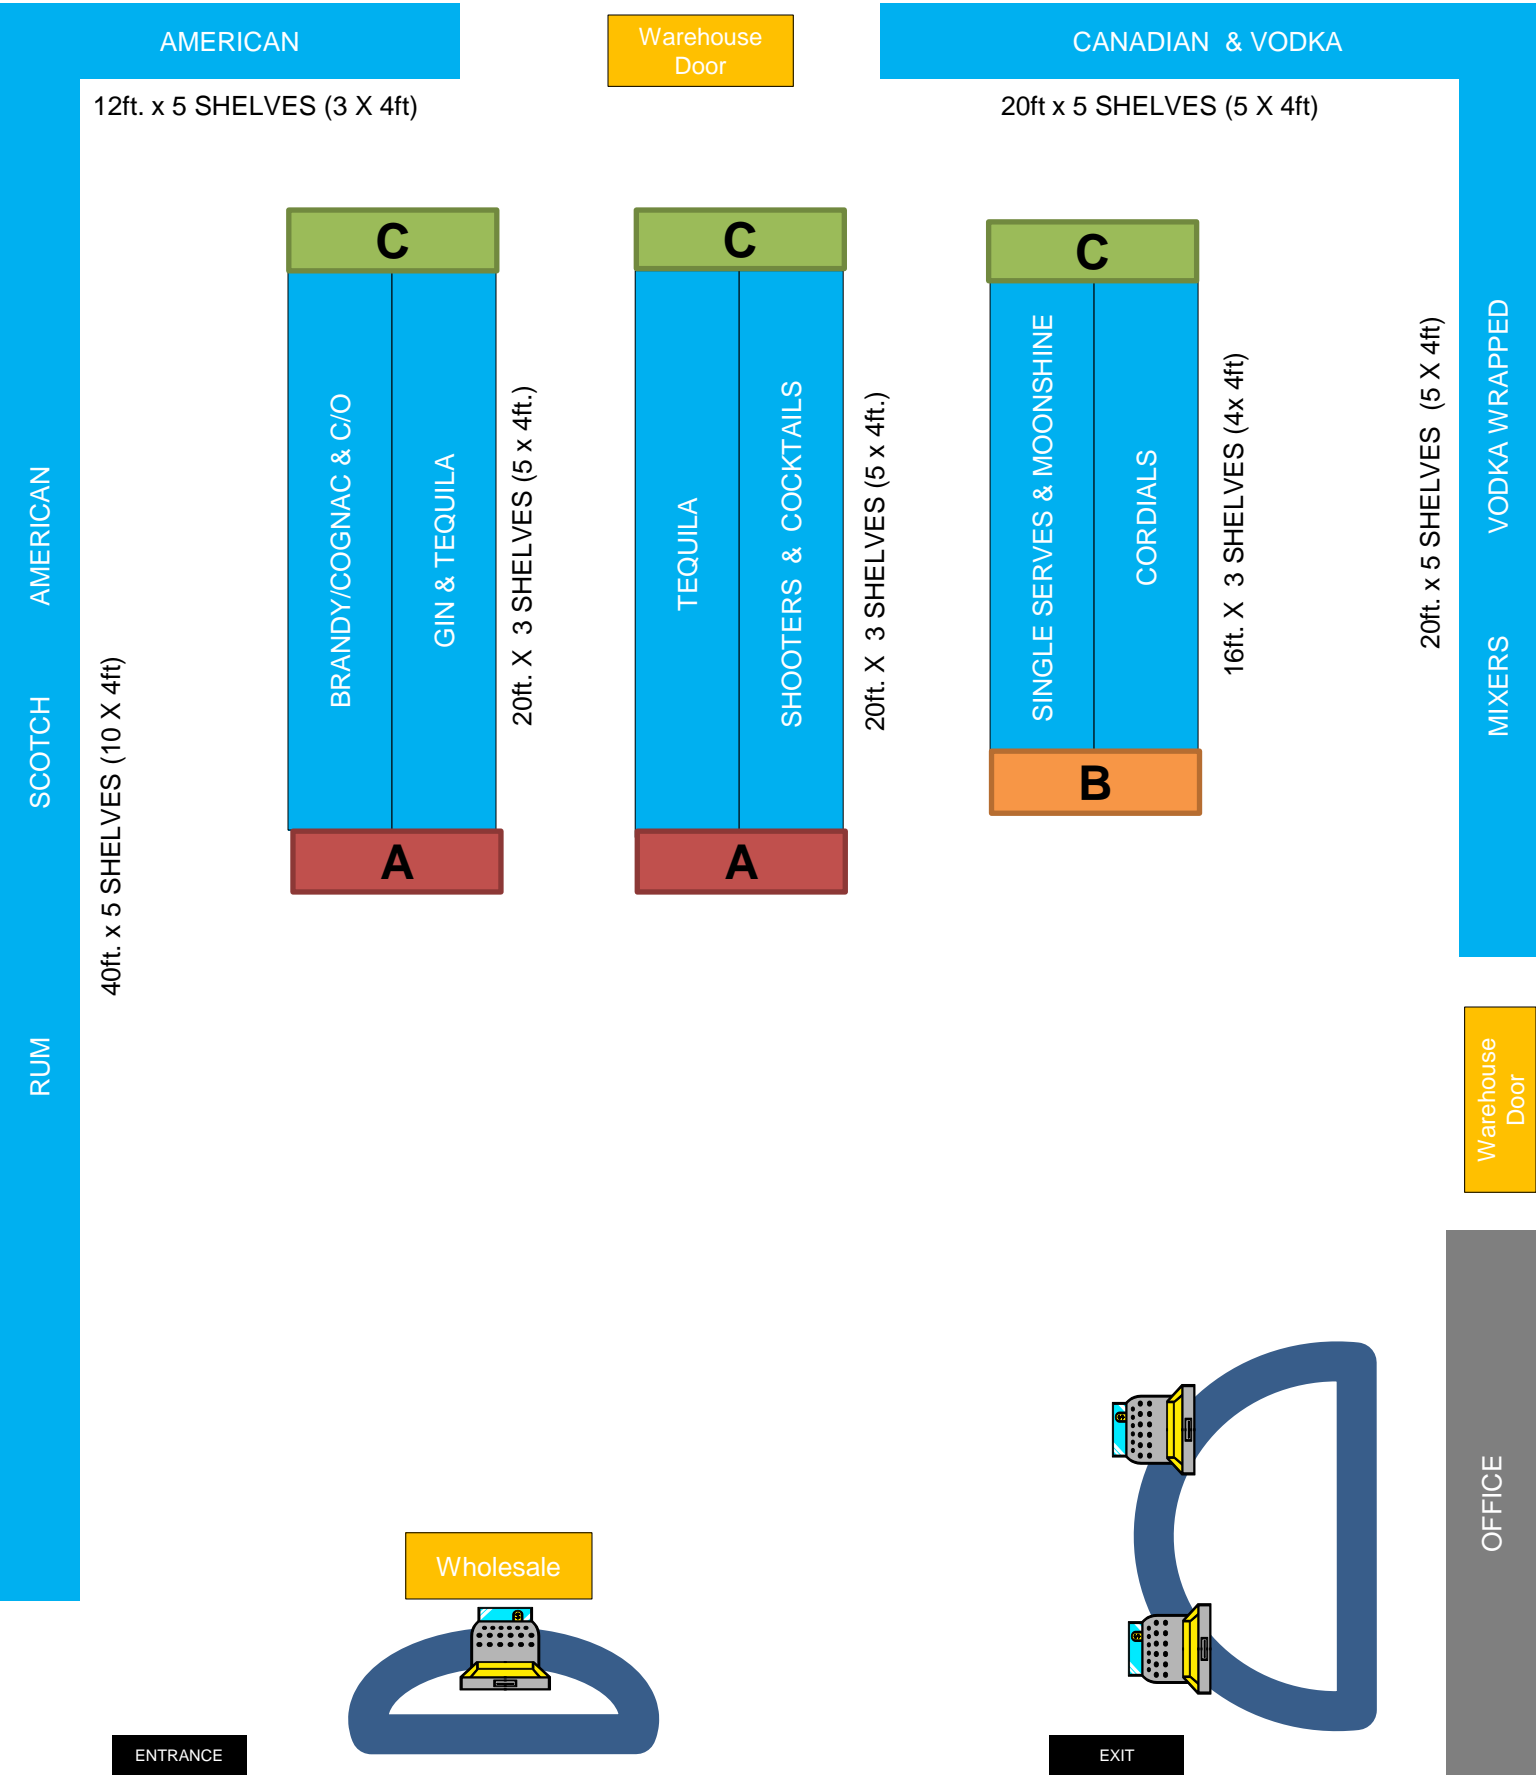 AMERICAN
Warehouse
Door
CANADIAN & VODKA
12ft. x 5 SHELVES (3 X 4ft)
20ft x 5 SHELVES (5 X 4ft)
C
C
C
BRANDY/COGNAC & C/O
GIN & TEQUILA
20ft. X 3 SHELVES (5 x 4ft.)
TEQUILA
SHOOTERS & COCKTAILS
20ft. X 3 SHELVES (5 x 4ft.)
SINGLE SERVES & MOONSHINE
CORDIALS
16ft. X 3 SHELVES (4x 4ft)
20ft. x 5 SHELVES (5 X 4ft)
VODKA WRAPPED
MIXERS
AMERICAN
SCOTCH
RUM
40ft. x 5 SHELVES (10 X 4ft)
A
A
B
Warehouse
Door
OFFICE
Wholesale
ENTRANCE
EXIT